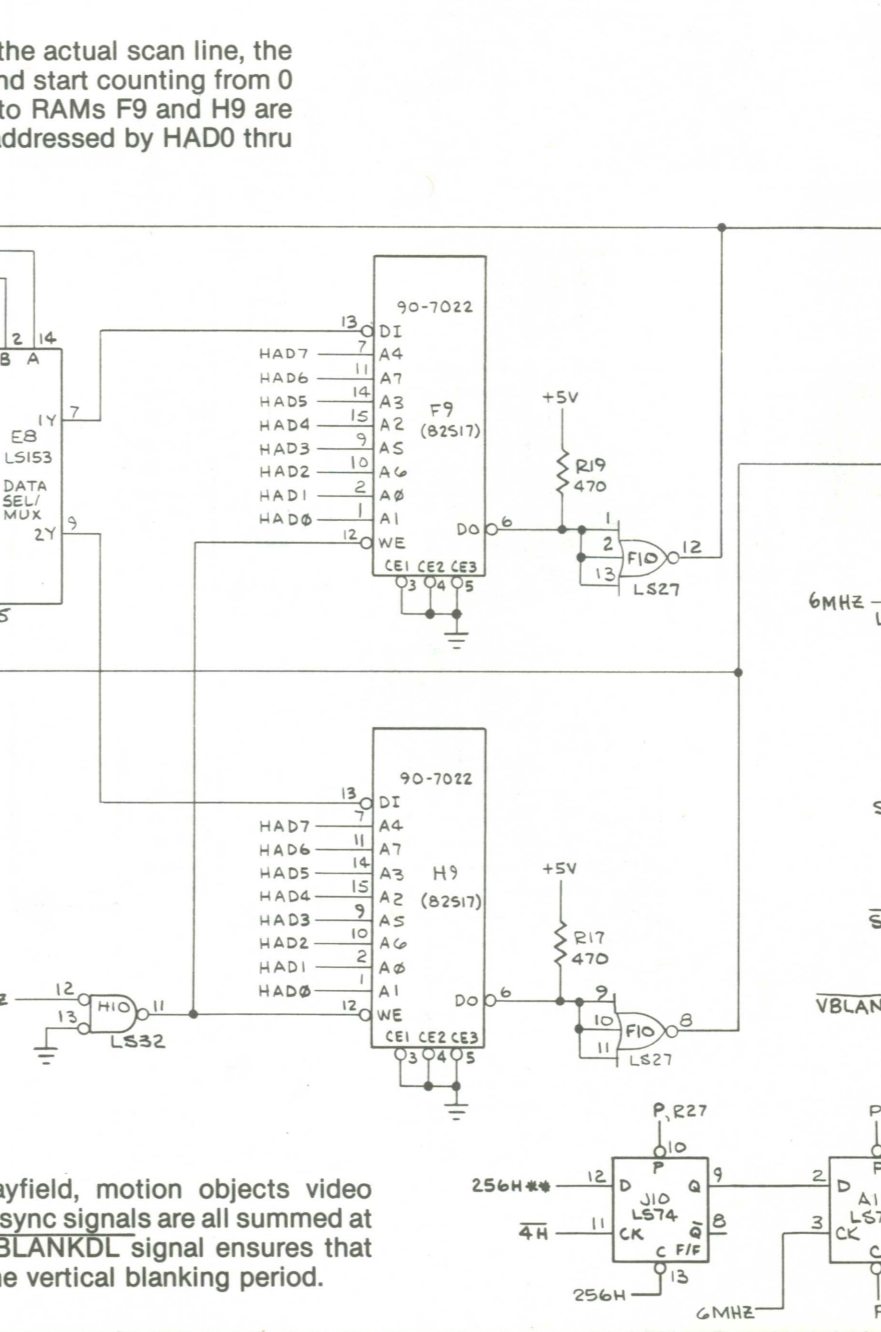 the actual scan line, the
nd start counting from 0
to RAMs F9 and H9 are
addressed by HAD0 thru
B
2
A
14
1Y
7
E8
LS153
DATA
SEL/
MUX
2Y
9
90-7022
13
DI
HAD7 7 A4
HAD6 11 A7
HAD5 14 A3
HAD4 15 A2
HAD3 9 A5
HAD2 10 A6
HAD1 2 AØ
HADØ 1 A1
12 WE
F9
(82S17)
DO 6
CE1 CE2 CE3
3 4 5
+5V
R19
470
1
2
13
F10
12
LS27
6MHZ
90-7022
13
DI
HAD7 7 A4
HAD6 11 A7
HAD5 14 A3
HAD4 15 A2
HAD3 9 A5
HAD2 10 A6
HAD1 2 AØ
HADØ 1 A1
12 WE
H9
(82S17)
DO 6
CE1 CE2 CE3
3 4 5
+5V
R17
470
9
10
11
F10
8
LS27
12
13
H10
11
LS32
VBLAN
ayfield, motion objects video
sync signals are all summed at
BLANKDL signal ensures that
he vertical blanking period.
P, R27
10
P
256H** 12 D
Q 9
J10
LS74
4H 11 CK
Q 8
C F/F
13
256H
2 D
A1
LS7
3 CK
6MHZ